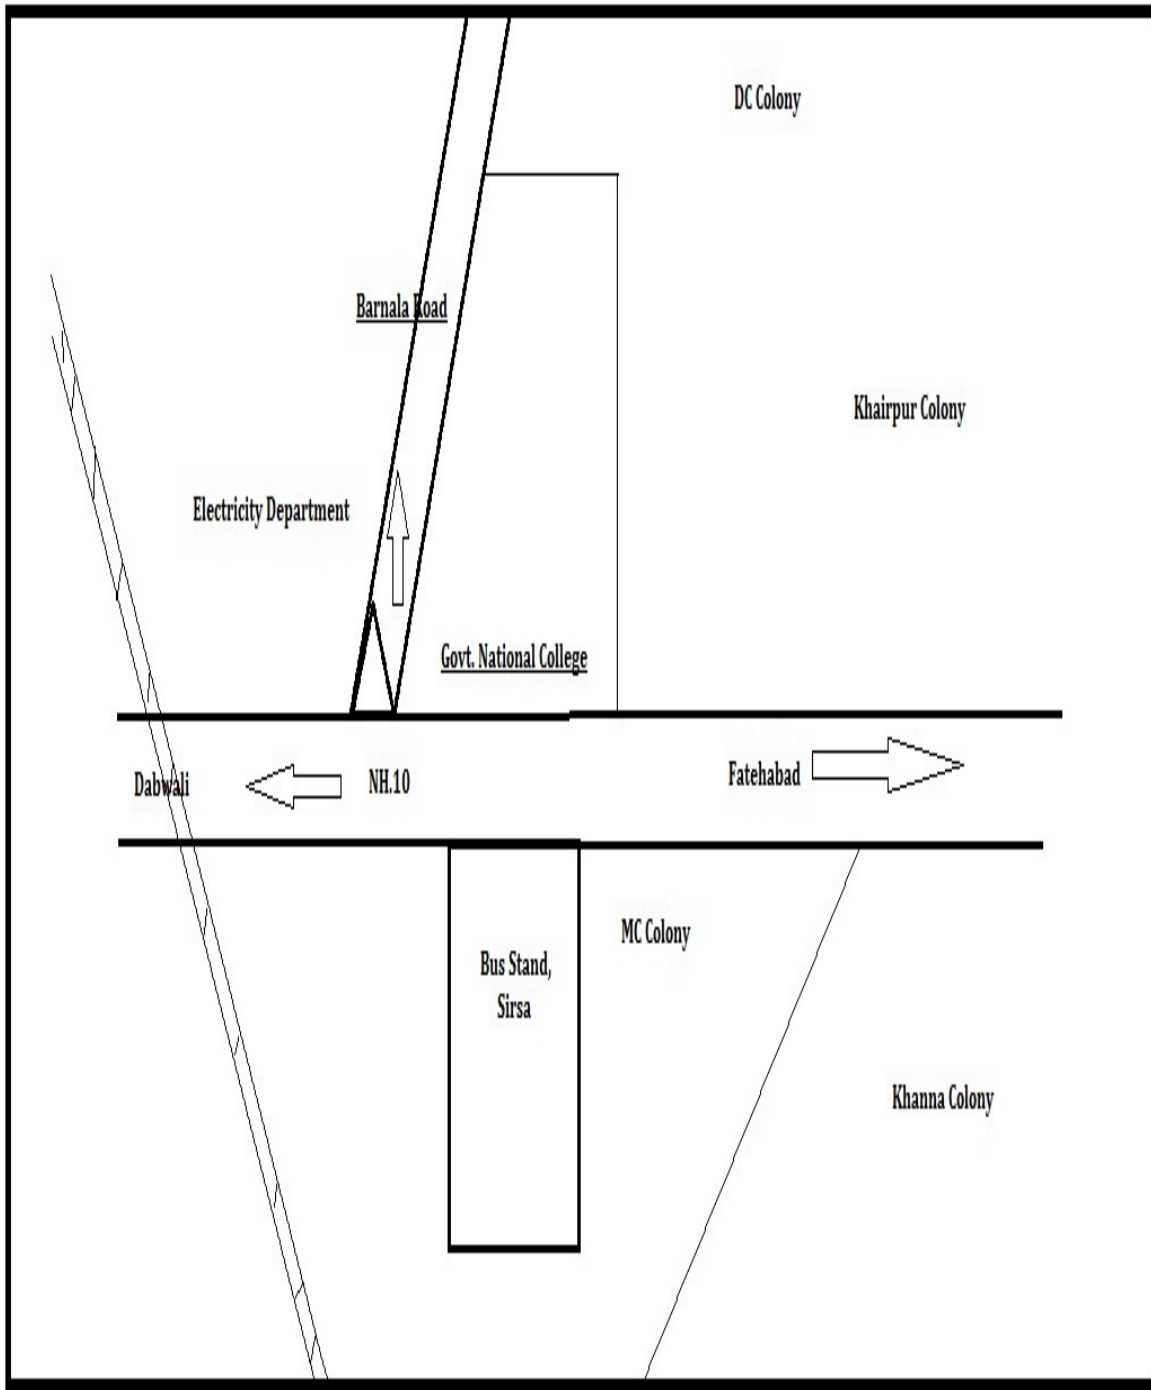 DC Colony
Barnala Road
Khairpur Colony
Electricity Department
Govt. National College
Dabwali
NH.10
Fatehabad
MC Colony
Bus Stand,
Sirsa
Khanna Colony